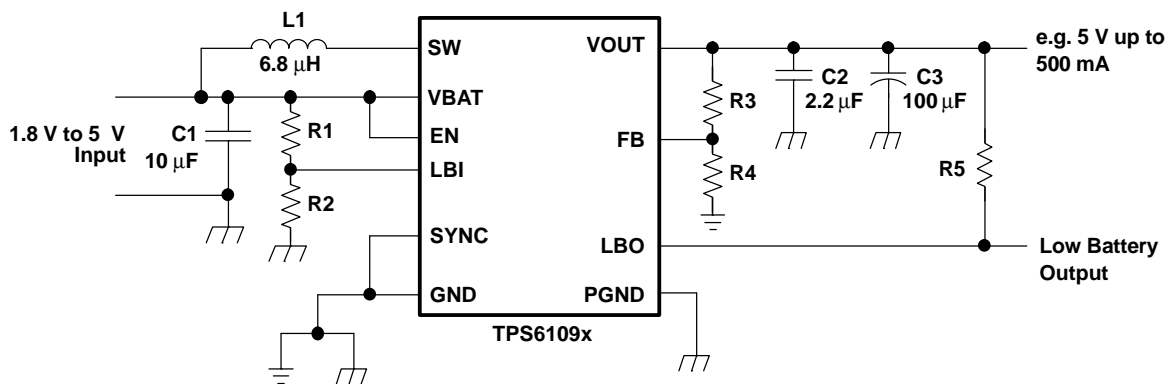 L1
6.8 μH
SW
VBAT
EN
LBI
SYNC
GND
VOUT
FB
LBO
PGND
TPS6109x
1.8 V to 5 V
Input
C1
10 μF
R1
R2
R3
R4
C2
2.2 μF
C3
100 μF
R5
e.g. 5 V up to
500 mA
Low Battery
Output